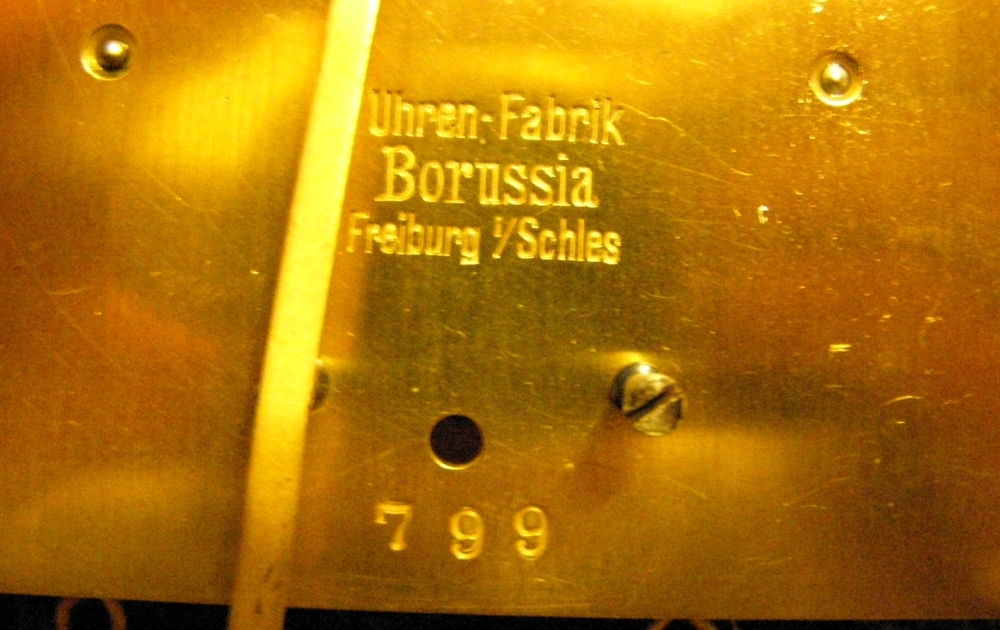 Uhren-Fabrik
Borussia
Freiburg i/Schles
799